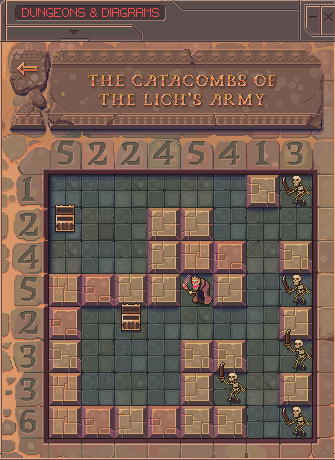 DUNGEONS & DIAGRAMS
THE CATACOMBS OF
THE LICH'S ARMY
5 2 2 4 5 4 1 3
1
2
4
5
2
3
3
6